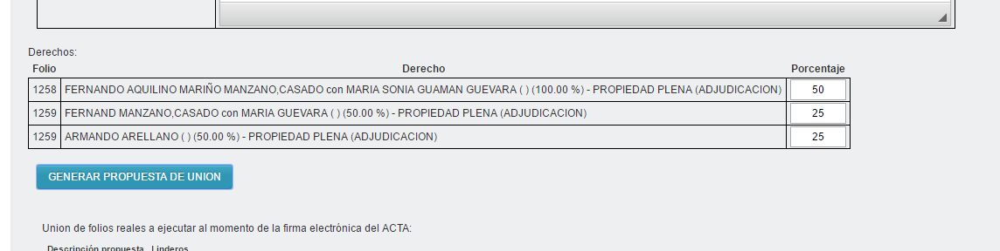 Derechos:
Folio Derecho Porcentaje
1258 FERNANDO AQUILINO MARIÑO MANZANO,CASADO con MARIA SONIA GUAMAN GUEVARA ( ) (100.00 %) - PROPIEDAD PLENA (ADJUDICACION) 50
1259 FERNAND MANZANO,CASADO con MARIA GUEVARA ( ) (50.00 %) - PROPIEDAD PLENA (ADJUDICACION) 25
1259 ARMANDO ARELLANO ( ) (50.00 %) - PROPIEDAD PLENA (ADJUDICACION) 25
GENERAR PROPUESTA DE UNION
Union de folios reales a ejecutar al momento de la firma electrónica del ACTA:
Descripción propuesta Linderos